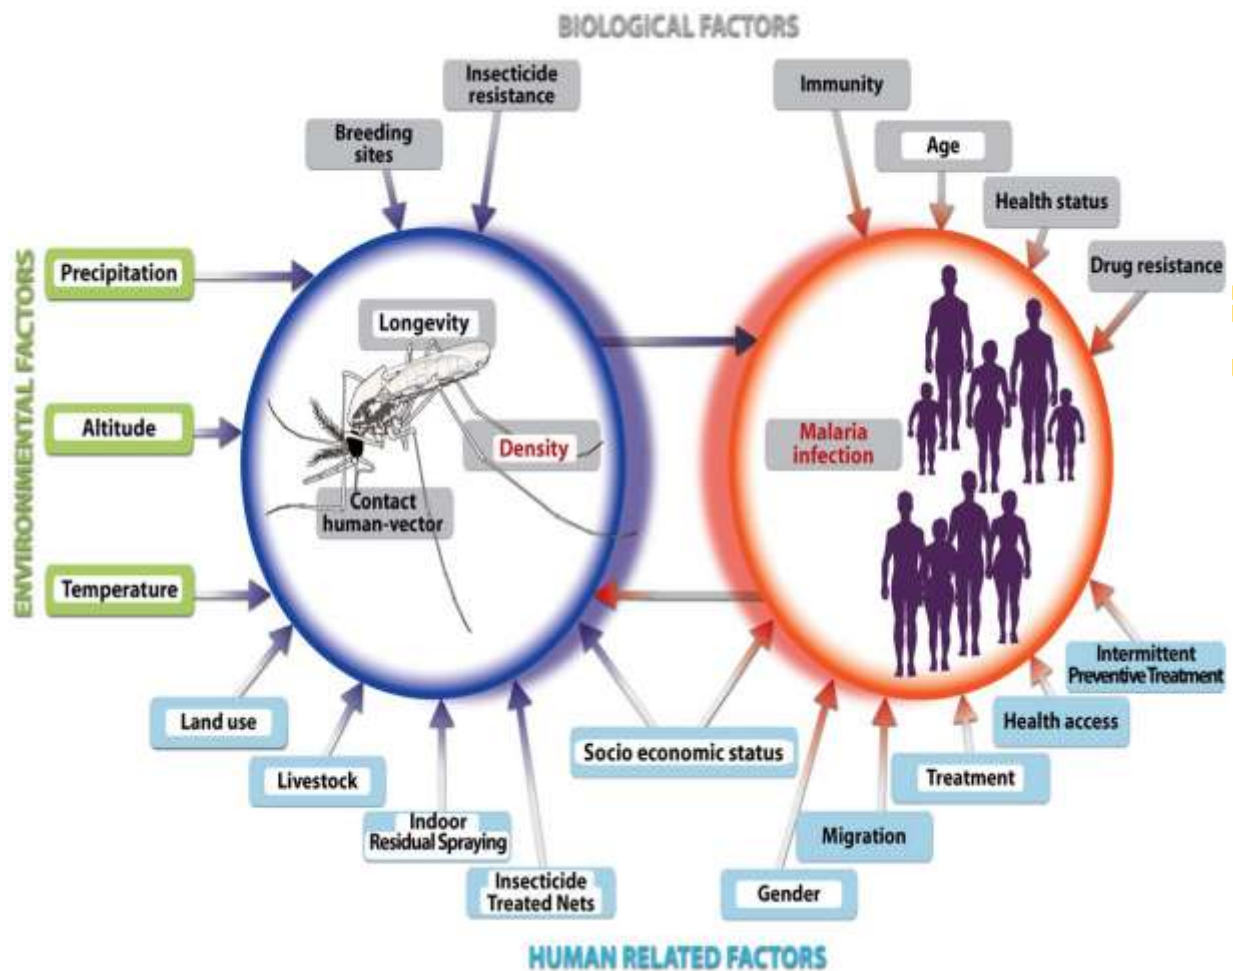 BIOLOGICAL FACTORS
Insecticide
resistance
Immunity
Breeding
sites
Age
Health status
Drug resistance
ENVIRONMENTAL FACTORS
Precipitation
Longevity
Altitude
Density
Malaria
infection
Contact
human-vector
Temperature
Intermittent
Preventive Treatment
Land use
Health access
Socio economic status
Livestock
Treatment
Indoor
Residual Spraying
Migration
Insecticide
Treated Nets
Gender
HUMAN RELATED FACTORS